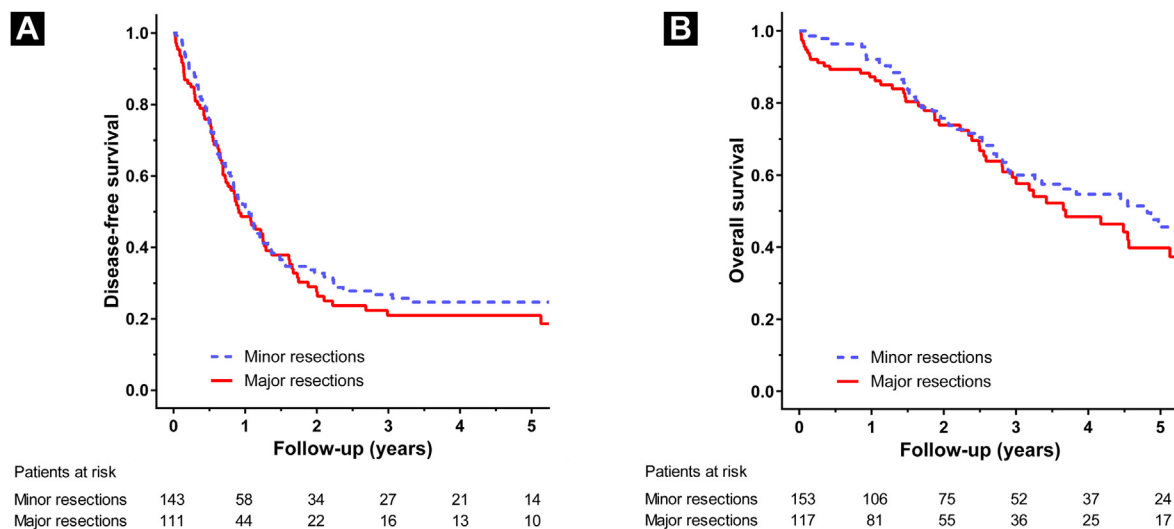 A
Disease-free survival
1.0
0.8
0.6
0.4
0.2
0.0
Minor resections
Major resections
0 1 2 3 4 5
Follow-up (years)
Patients at risk
Minor resections 143 58 34 27 21 14
Major resections 111 44 22 16 13 10
B
Overall survival
1.0
0.8
0.6
0.4
0.2
0.0
Minor resections
Major resections
0 1 2 3 4 5
Follow-up (years)
Patients at risk
Minor resections 153 106 75 52 37 24
Major resections 117 81 55 36 25 17